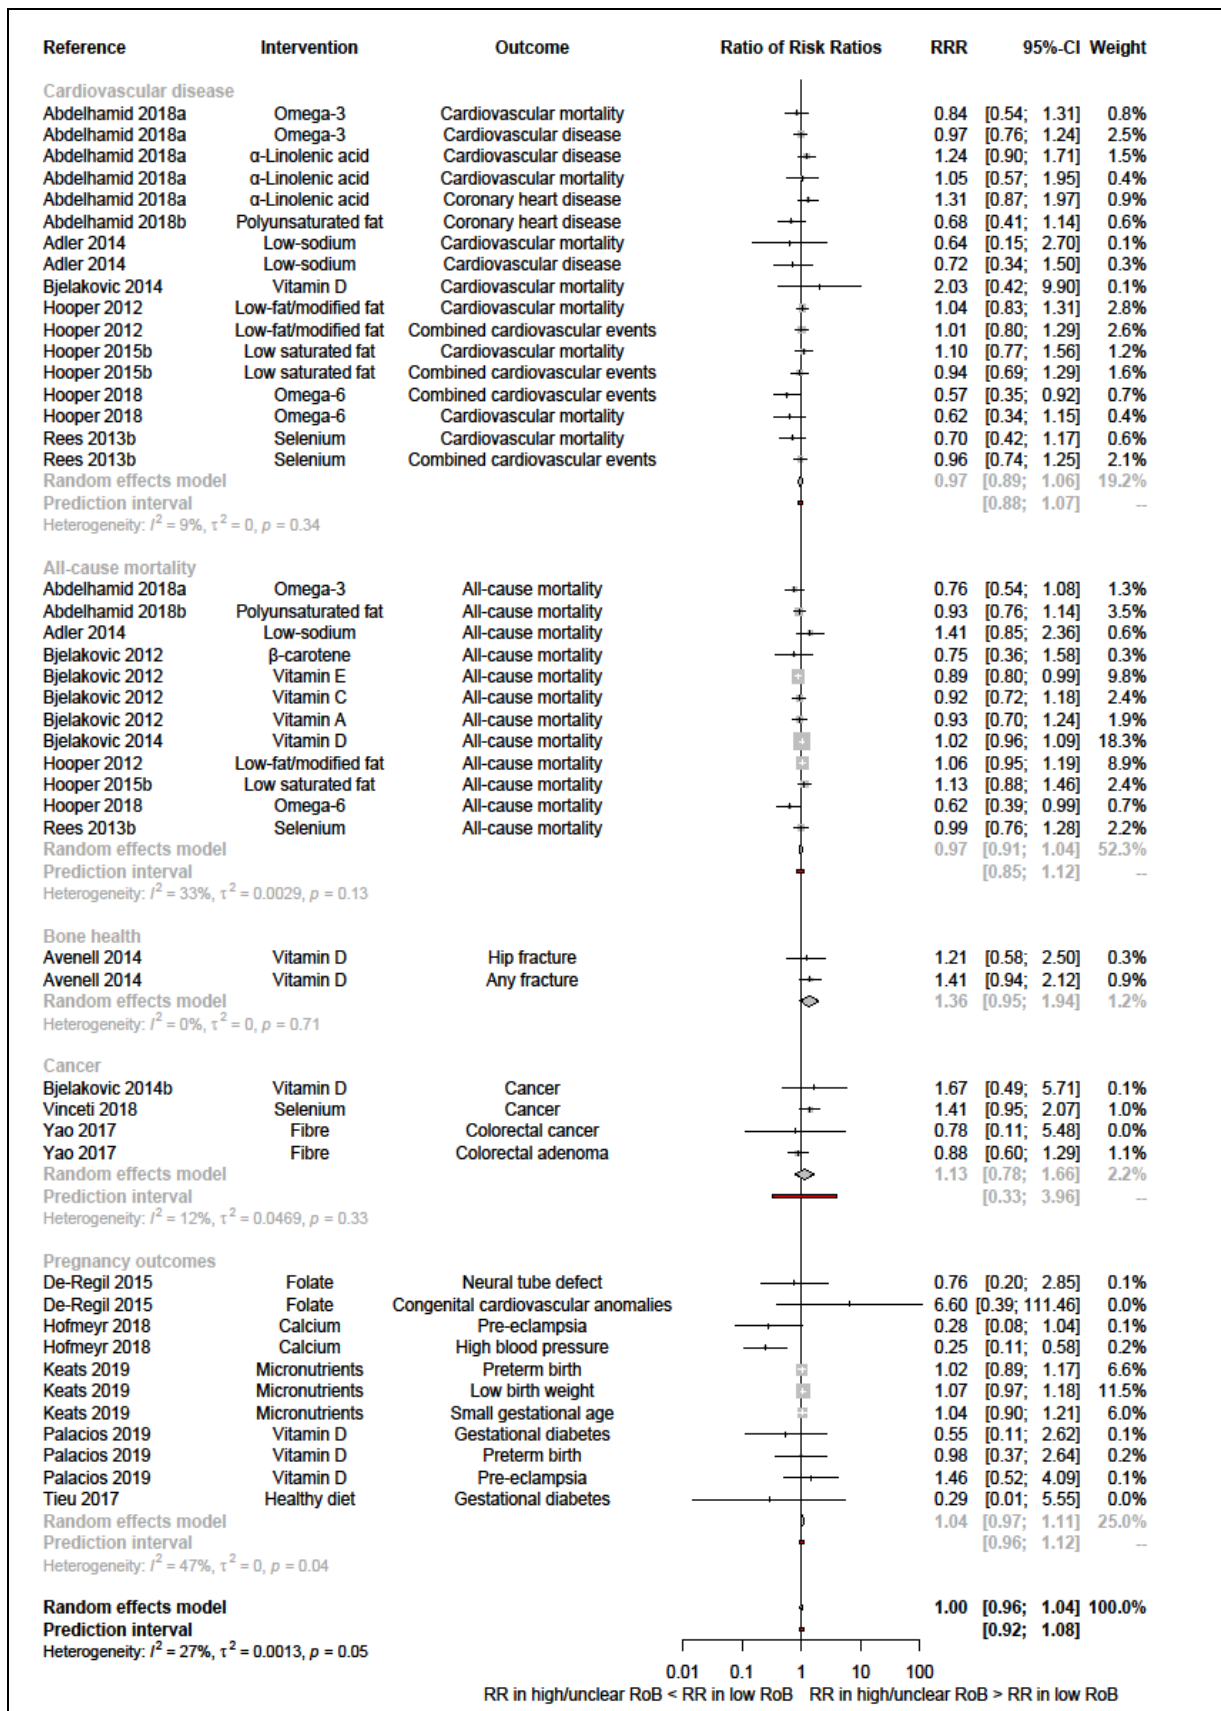 Reference Intervention Outcome Ratio of Risk Ratios RRR 95%-CI Weight
Cardiovascular disease
Abdelhamid 2018a Omega-3 Cardiovascular mortality 0.84 [0.54; 1.31] 0.8%
Abdelhamid 2018a Omega-3 Cardiovascular disease 0.97 [0.76; 1.24] 2.5%
Abdelhamid 2018a α-Linolenic acid Cardiovascular disease 1.24 [0.90; 1.71] 1.5%
Abdelhamid 2018a α-Linolenic acid Cardiovascular mortality 1.05 [0.57; 1.95] 0.4%
Abdelhamid 2018a α-Linolenic acid Coronary heart disease 1.31 [0.87; 1.97] 0.9%
Abdelhamid 2018b Polyunsaturated fat Coronary heart disease 0.68 [0.41; 1.14] 0.6%
Adler 2014 Low-sodium Cardiovascular mortality 0.64 [0.15; 2.70] 0.1%
Adler 2014 Low-sodium Cardiovascular disease 0.72 [0.34; 1.50] 0.3%
Bjelakovic 2014 Vitamin D Cardiovascular mortality 2.03 [0.42; 9.90] 0.1%
Hooper 2012 Low-fat/modified fat Cardiovascular mortality 1.04 [0.83; 1.31] 2.8%
Hooper 2012 Low-fat/modified fat Combined cardiovascular events 1.01 [0.80; 1.29] 2.6%
Hooper 2015b Low saturated fat Cardiovascular mortality 1.10 [0.77; 1.56] 1.2%
Hooper 2015b Low saturated fat Combined cardiovascular events 0.94 [0.69; 1.29] 1.6%
Hooper 2018 Omega-6 Combined cardiovascular events 0.57 [0.35; 0.92] 0.7%
Hooper 2018 Omega-6 Cardiovascular mortality 0.62 [0.34; 1.15] 0.4%
Rees 2013b Selenium Cardiovascular mortality 0.70 [0.42; 1.17] 0.6%
Rees 2013b Selenium Combined cardiovascular events 0.96 [0.74; 1.25] 2.1%
Random effects model 0.97 [0.89; 1.06] 19.2%
Prediction interval [0.88; 1.07] --
Heterogeneity: I² = 9%, τ² = 0, p = 0.34
All-cause mortality
Abdelhamid 2018a Omega-3 All-cause mortality 0.76 [0.54; 1.08] 1.3%
Abdelhamid 2018b Polyunsaturated fat All-cause mortality 0.93 [0.76; 1.14] 3.5%
Adler 2014 Low-sodium All-cause mortality 1.41 [0.85; 2.36] 0.6%
Bjelakovic 2012 β-carotene All-cause mortality 0.75 [0.36; 1.58] 0.3%
Bjelakovic 2012 Vitamin E All-cause mortality 0.89 [0.80; 0.99] 9.8%
Bjelakovic 2012 Vitamin C All-cause mortality 0.92 [0.72; 1.18] 2.4%
Bjelakovic 2012 Vitamin A All-cause mortality 0.93 [0.70; 1.24] 1.9%
Bjelakovic 2014 Vitamin D All-cause mortality 1.02 [0.96; 1.09] 18.3%
Hooper 2012 Low-fat/modified fat All-cause mortality 1.06 [0.95; 1.19] 8.9%
Hooper 2015b Low saturated fat All-cause mortality 1.13 [0.88; 1.46] 2.4%
Hooper 2018 Omega-6 All-cause mortality 0.62 [0.39; 0.99] 0.7%
Rees 2013b Selenium All-cause mortality 0.99 [0.76; 1.28] 2.2%
Random effects model 0.97 [0.91; 1.04] 52.3%
Prediction interval [0.85; 1.12] --
Heterogeneity: I² = 33%, τ² = 0.0029, p = 0.13
Bone health
Avenell 2014 Vitamin D Hip fracture 1.21 [0.58; 2.50] 0.3%
Avenell 2014 Vitamin D Any fracture 1.41 [0.94; 2.12] 0.9%
Random effects model 1.36 [0.95; 1.94] 1.2%
Heterogeneity: I² = 0%, τ² = 0, p = 0.71
Cancer
Bjelakovic 2014b Vitamin D Cancer 1.67 [0.49; 5.71] 0.1%
Vinceti 2018 Selenium Cancer 1.41 [0.95; 2.07] 1.0%
Yao 2017 Fibre Colorectal cancer 0.78 [0.11; 5.48] 0.0%
Yao 2017 Fibre Colorectal adenoma 0.88 [0.60; 1.29] 1.1%
Random effects model 1.13 [0.78; 1.66] 2.2%
Prediction interval [0.33; 3.96] --
Heterogeneity: I² = 12%, τ² = 0.0469, p = 0.33
Pregnancy outcomes
De-Regil 2015 Folate Neural tube defect 0.76 [0.20; 2.85] 0.1%
De-Regil 2015 Folate Congenital cardiovascular anomalies 6.60 [0.39; 111.46] 0.0%
Hofmeyr 2018 Calcium Pre-eclampsia 0.28 [0.08; 1.04] 0.1%
Hofmeyr 2018 Calcium High blood pressure 0.25 [0.11; 0.58] 0.2%
Keats 2019 Micronutrients Preterm birth 1.02 [0.89; 1.17] 6.6%
Keats 2019 Micronutrients Low birth weight 1.07 [0.97; 1.18] 11.5%
Keats 2019 Micronutrients Small gestational age 1.04 [0.90; 1.21] 6.0%
Palacios 2019 Vitamin D Gestational diabetes 0.55 [0.11; 2.62] 0.1%
Palacios 2019 Vitamin D Preterm birth 0.98 [0.37; 2.64] 0.2%
Palacios 2019 Vitamin D Pre-eclampsia 1.46 [0.52; 4.09] 0.1%
Tieu 2017 Healthy diet Gestational diabetes 0.29 [0.01; 5.55] 0.0%
Random effects model 1.04 [0.97; 1.11] 25.0%
Prediction interval [0.96; 1.12] --
Heterogeneity: I² = 47%, τ² = 0, p = 0.04
Random effects model 1.00 [0.96; 1.04] 100.0%
Prediction interval [0.92; 1.08]
Heterogeneity: I² = 27%, τ² = 0.0013, p = 0.05
0.01 0.1 1 10 100
RR in high/unclear RoB < RR in low RoB RR in high/unclear RoB > RR in low RoB